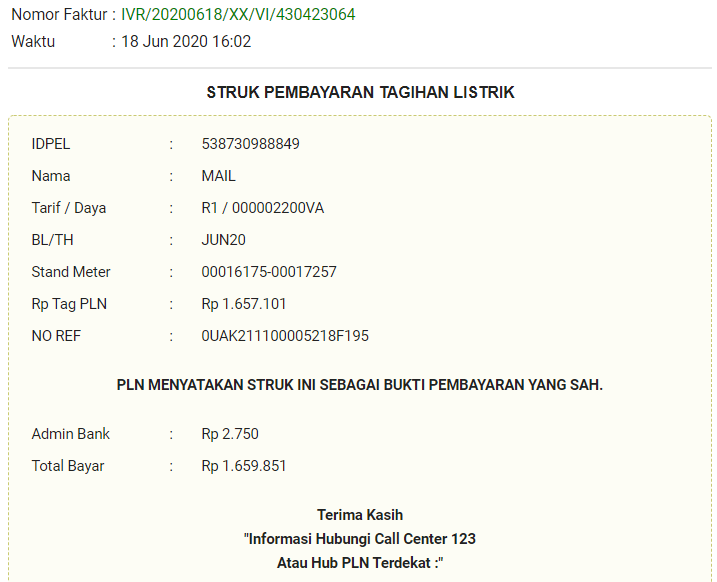 Nomor Faktur : IVR/20200618/XX/VI/430423064
Waktu : 18 Jun 2020 16:02
STRUK PEMBAYARAN TAGIHAN LISTRIK
IDPEL : 538730988849
Nama : MAIL
Tarif / Daya : R1 / 000002200VA
BL/TH : JUN20
Stand Meter : 00016175-00017257
Rp Tag PLN : Rp 1.657.101
NO REF : 0UAK211100005218F195
PLN MENYATAKAN STRUK INI SEBAGAI BUKTI PEMBAYARAN YANG SAH.
Admin Bank : Rp 2.750
Total Bayar : Rp 1.659.851
Terima Kasih
"Informasi Hubungi Call Center 123
Atau Hub PLN Terdekat :"